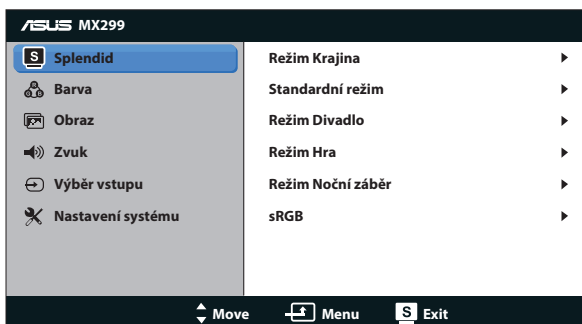 ASUS MX299
S Splendid
Barva
Obraz
Zvuk
Výběr vstupu
Nastavení systému
Režim Krajina
Standardní režim
Režim Divadlo
Režim Hra
Režim Noční záběr
sRGB
Move Menu S Exit